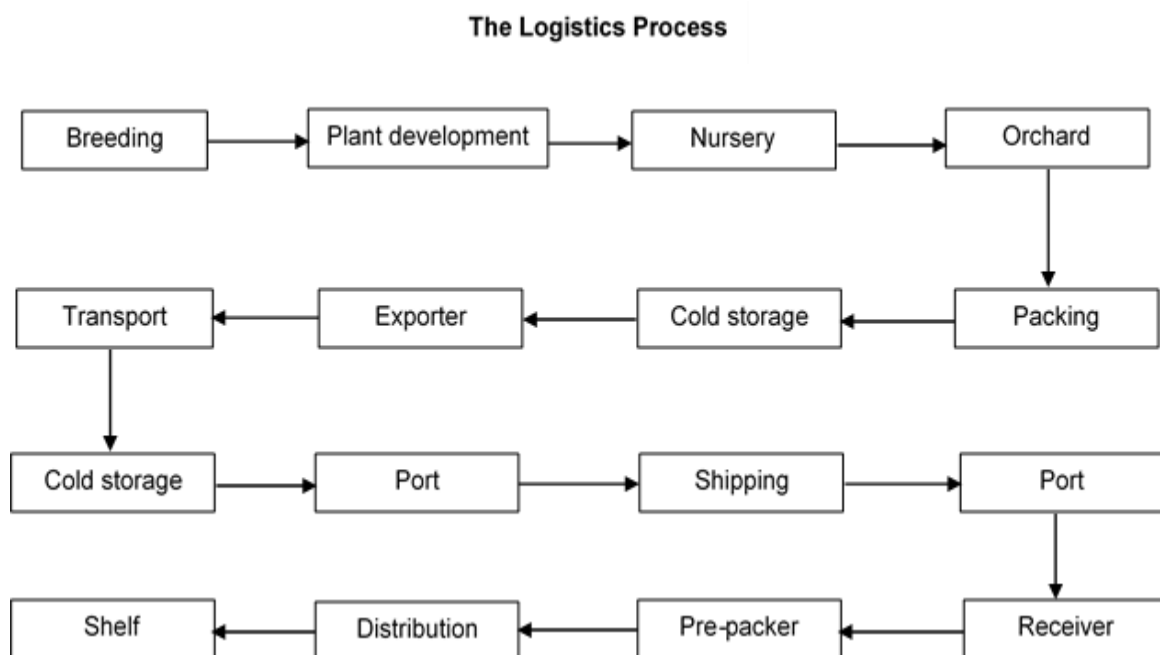 The Logistics Process
Breeding
Plant development
Nursery
Orchard
Transport
Exporter
Cold storage
Packing
Cold storage
Port
Shipping
Port
Shelf
Distribution
Pre-packer
Receiver